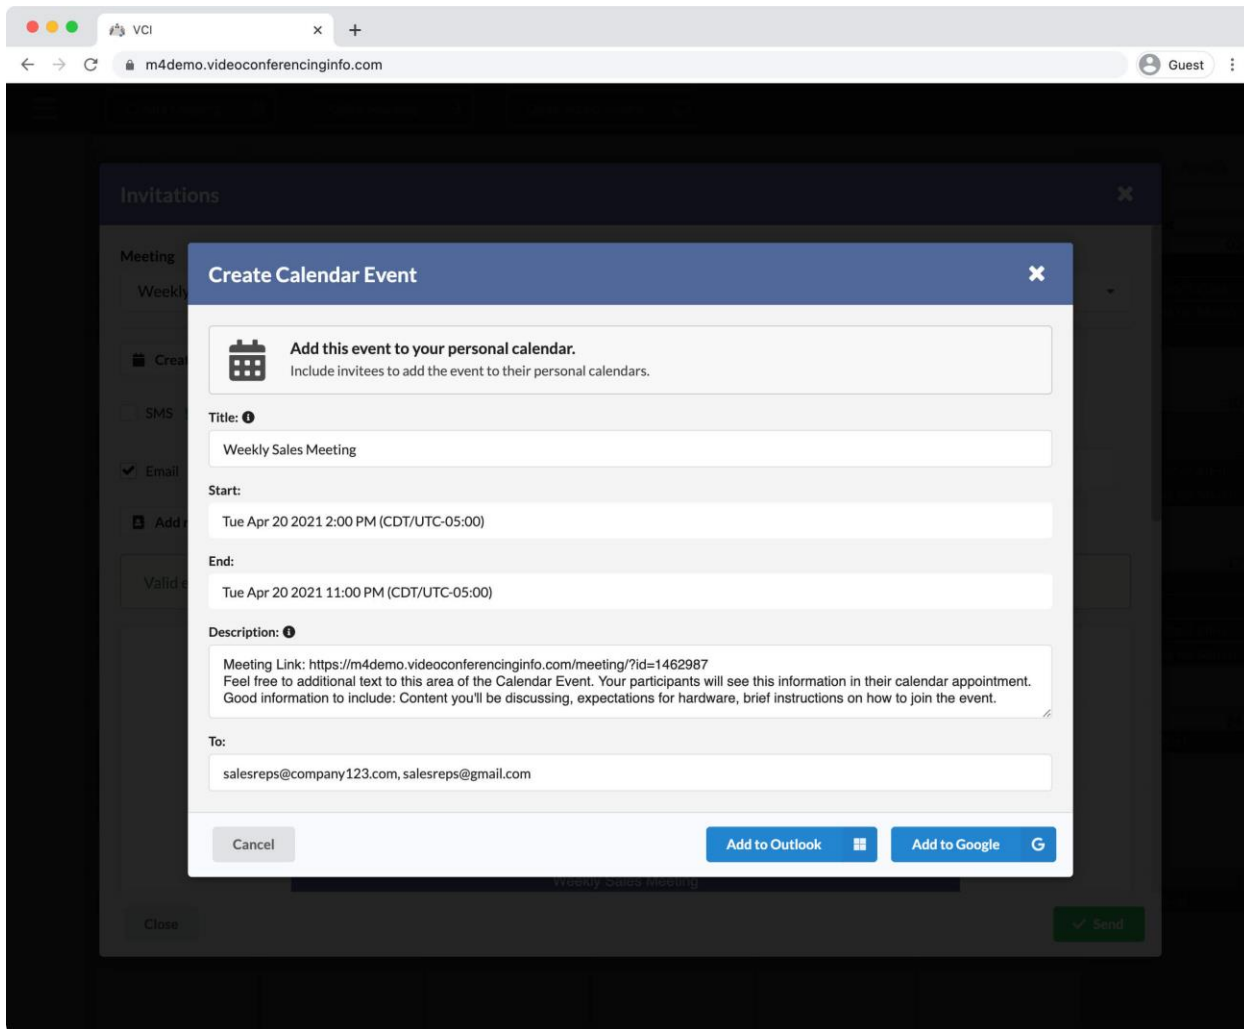 VCI
m4demo.videoconferencinginfo.com
Guest
Invitations
Meeting
Weekly
Create Calendar Event
Add this event to your personal calendar.
Include invitees to add the event to their personal calendars.
SMS
Title:
Weekly Sales Meeting
Email
Start:
Tue Apr 20 2021 2:00 PM (CDT/UTC-05:00)
Add
End:
Valid
Tue Apr 20 2021 11:00 PM (CDT/UTC-05:00)
Description:
Meeting Link: https://m4demo.videoconferencinginfo.com/meeting/?id=1462987
Feel free to additional text to this area of the Calendar Event. Your participants will see this information in their calendar appointment.
Good information to include: Content you'll be discussing, expectations for hardware, brief instructions on how to join the event.
To:
salesreps@company123.com, salesreps@gmail.com
Cancel
Add to Outlook
Add to Google
Weekly Sales Meeting
Close
Send